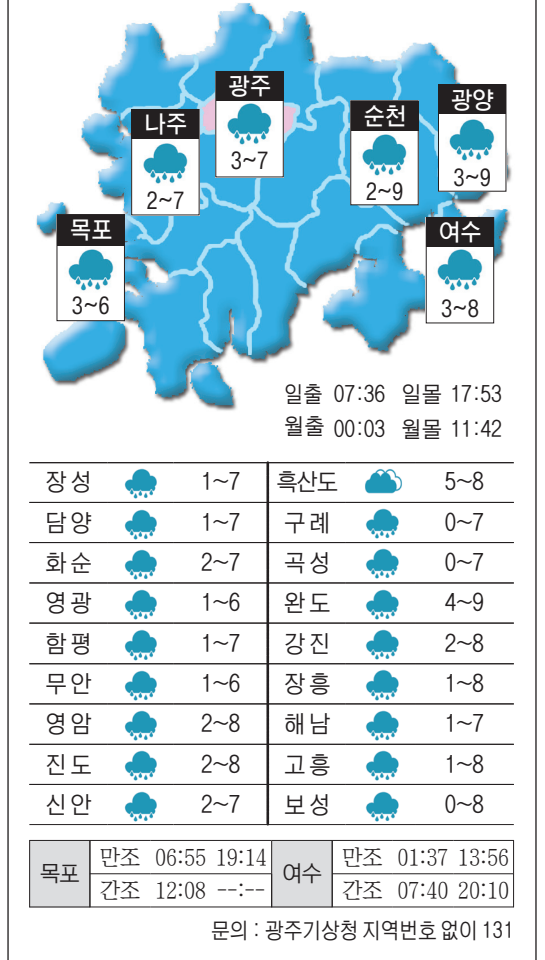 광주
3~7
광양
3~9
순천
2~9
나주
2~7
목포
3~6
여수
3~8
일출 07:36 일몰 17:53
월출 00:03 월몰 11:42
장성 1~7 흑산도 5~8
담양 1~7 구례 0~7
화순 2~7 곡성 0~7
영광 1~6 완도 4~9
함평 1~7 강진 2~8
무안 1~6 장흥 1~8
영암 2~8 해남 1~7
진도 2~8 고흥 1~8
신안 2~7 보성 0~8
목포 만조 06:55 19:14 여수 만조 01:37 13:56
간조 12:08 --:-- 간조 07:40 20:10
문의 : 광주기상청 지역번호 없이 131